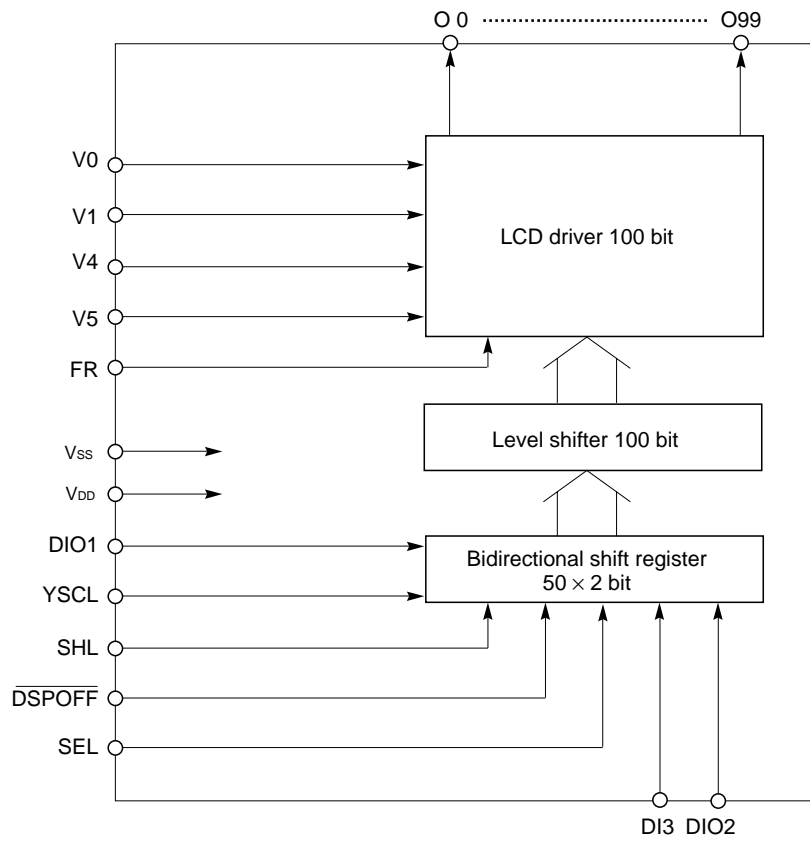 O 0 ........................ O99
V0
V1
LCD driver 100 bit
V4
V5
FR
Level shifter 100 bit
VSS
VDD
DIO1
Bidirectional shift register
50 × 2 bit
YSCL
SHL
DSPOFF
SEL
DI3 DIO2